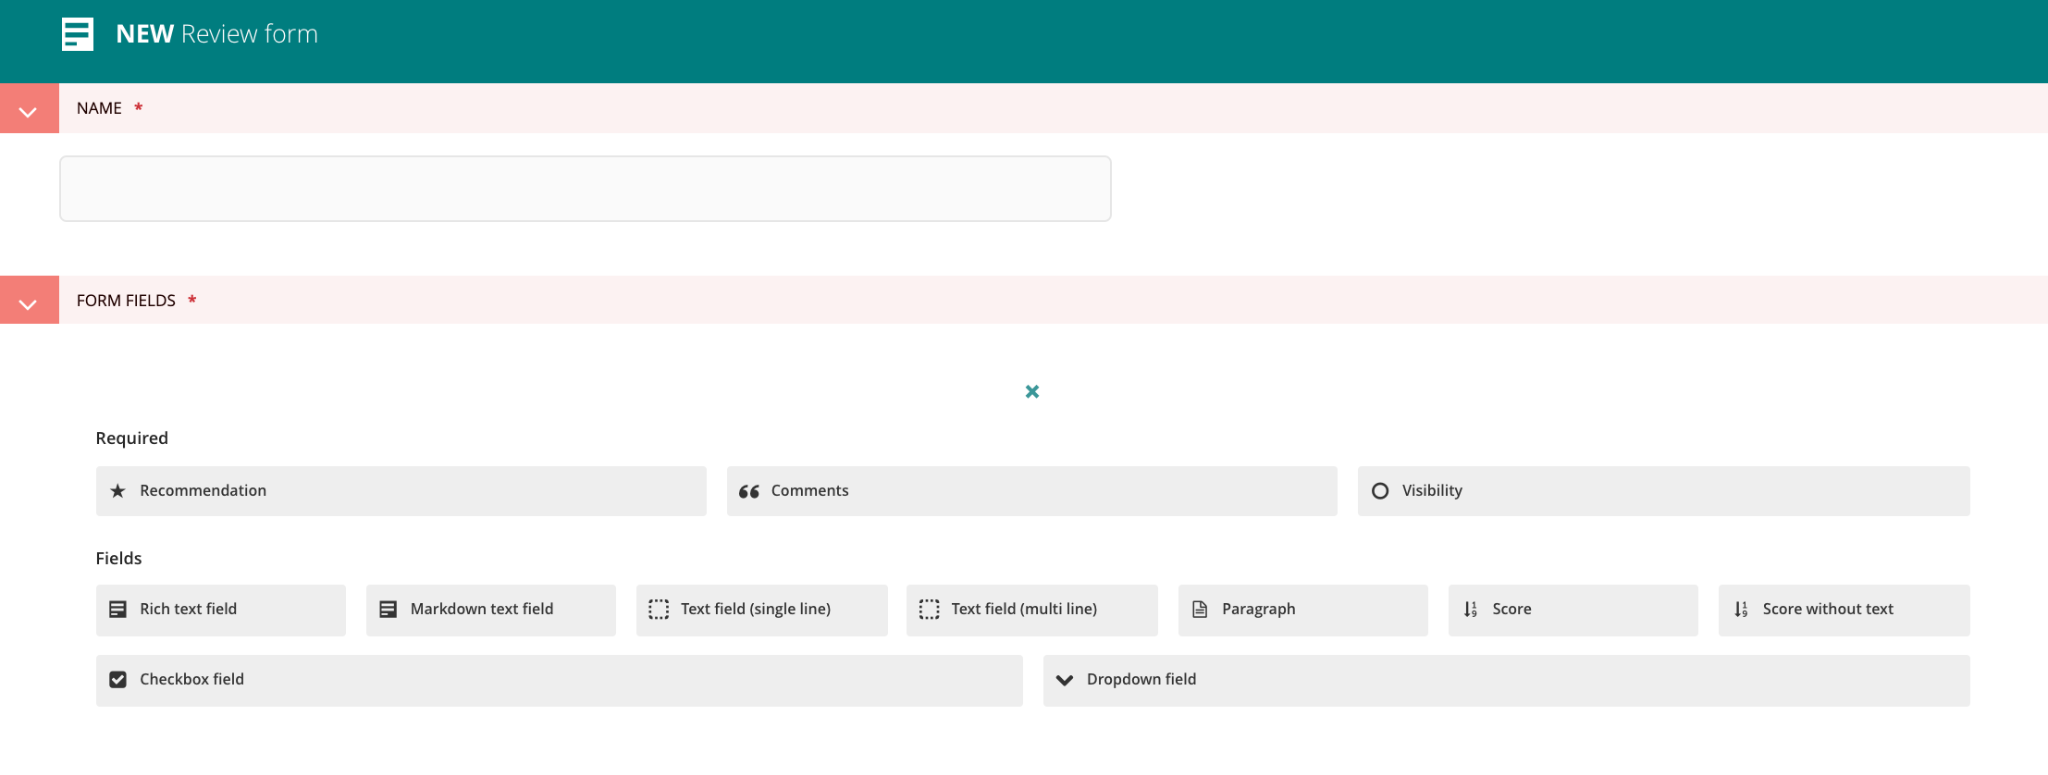 NEW Review form
NAME *
FORM FIELDS *
Required
Recommendation
Comments
Visibility
Fields
Rich text field
Markdown text field
Text field (single line)
Text field (multi line)
Paragraph
Score
Score without text
Checkbox field
Dropdown field